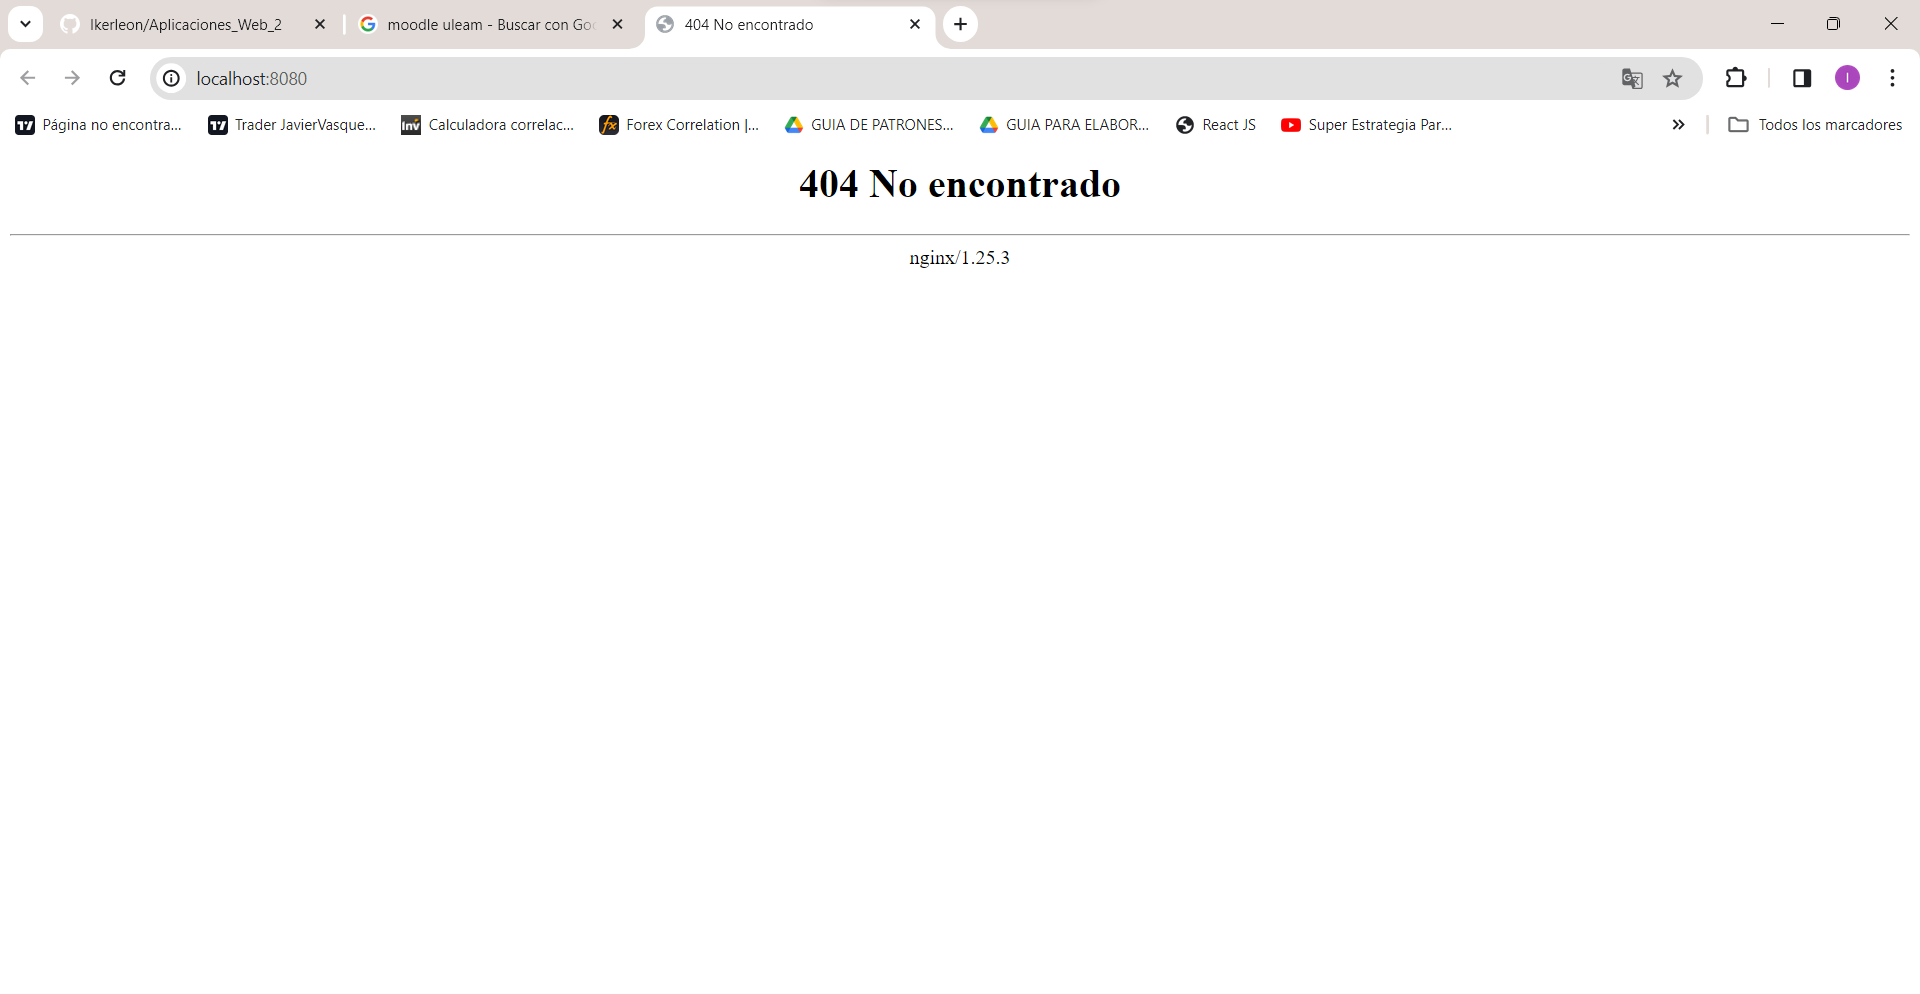 Ikerleon/Aplicaciones_Web_2
moodle uleam - Buscar con Goo
404 No encontrado
localhost:8080
Página no encontra...
Trader JavierVasque...
Calculadora correlac...
Forex Correlation |...
GUIA DE PATRONES...
GUIA PARA ELABOR...
React JS
Super Estrategia Par...
Todos los marcadores
404 No encontrado
nginx/1.25.3